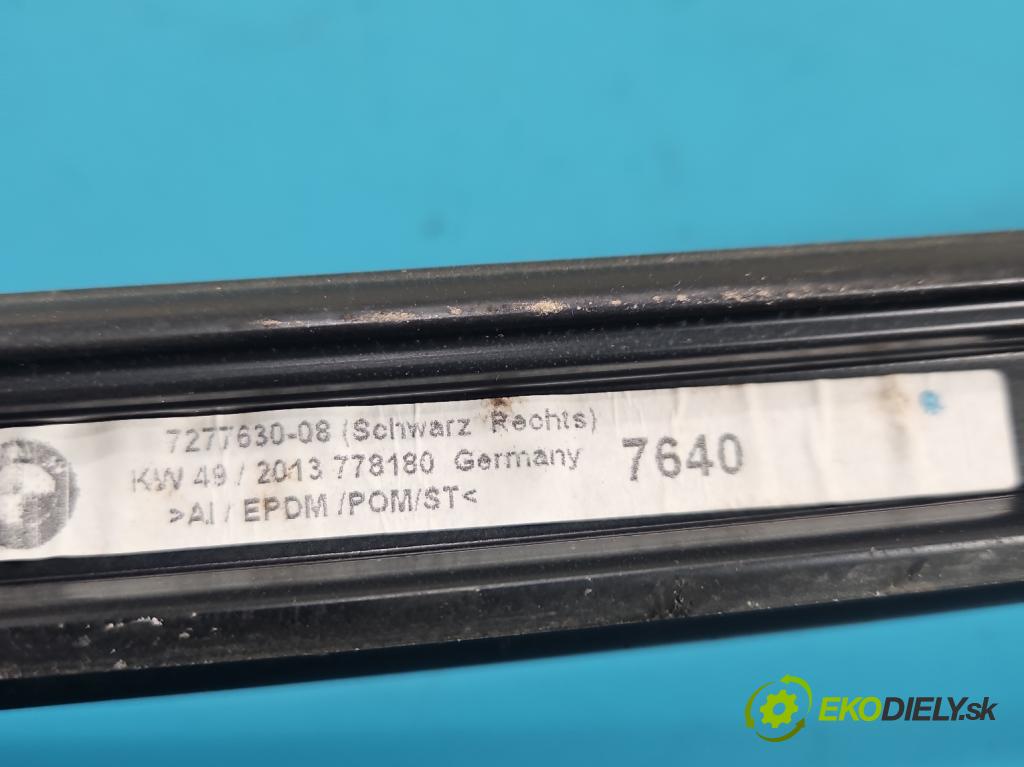 7277630-08 (Schwarz Rechts)
KW 49 / 2013 778180 Germany
>Al / EPDM /POM/ST<
7640
EKODIELY.sk